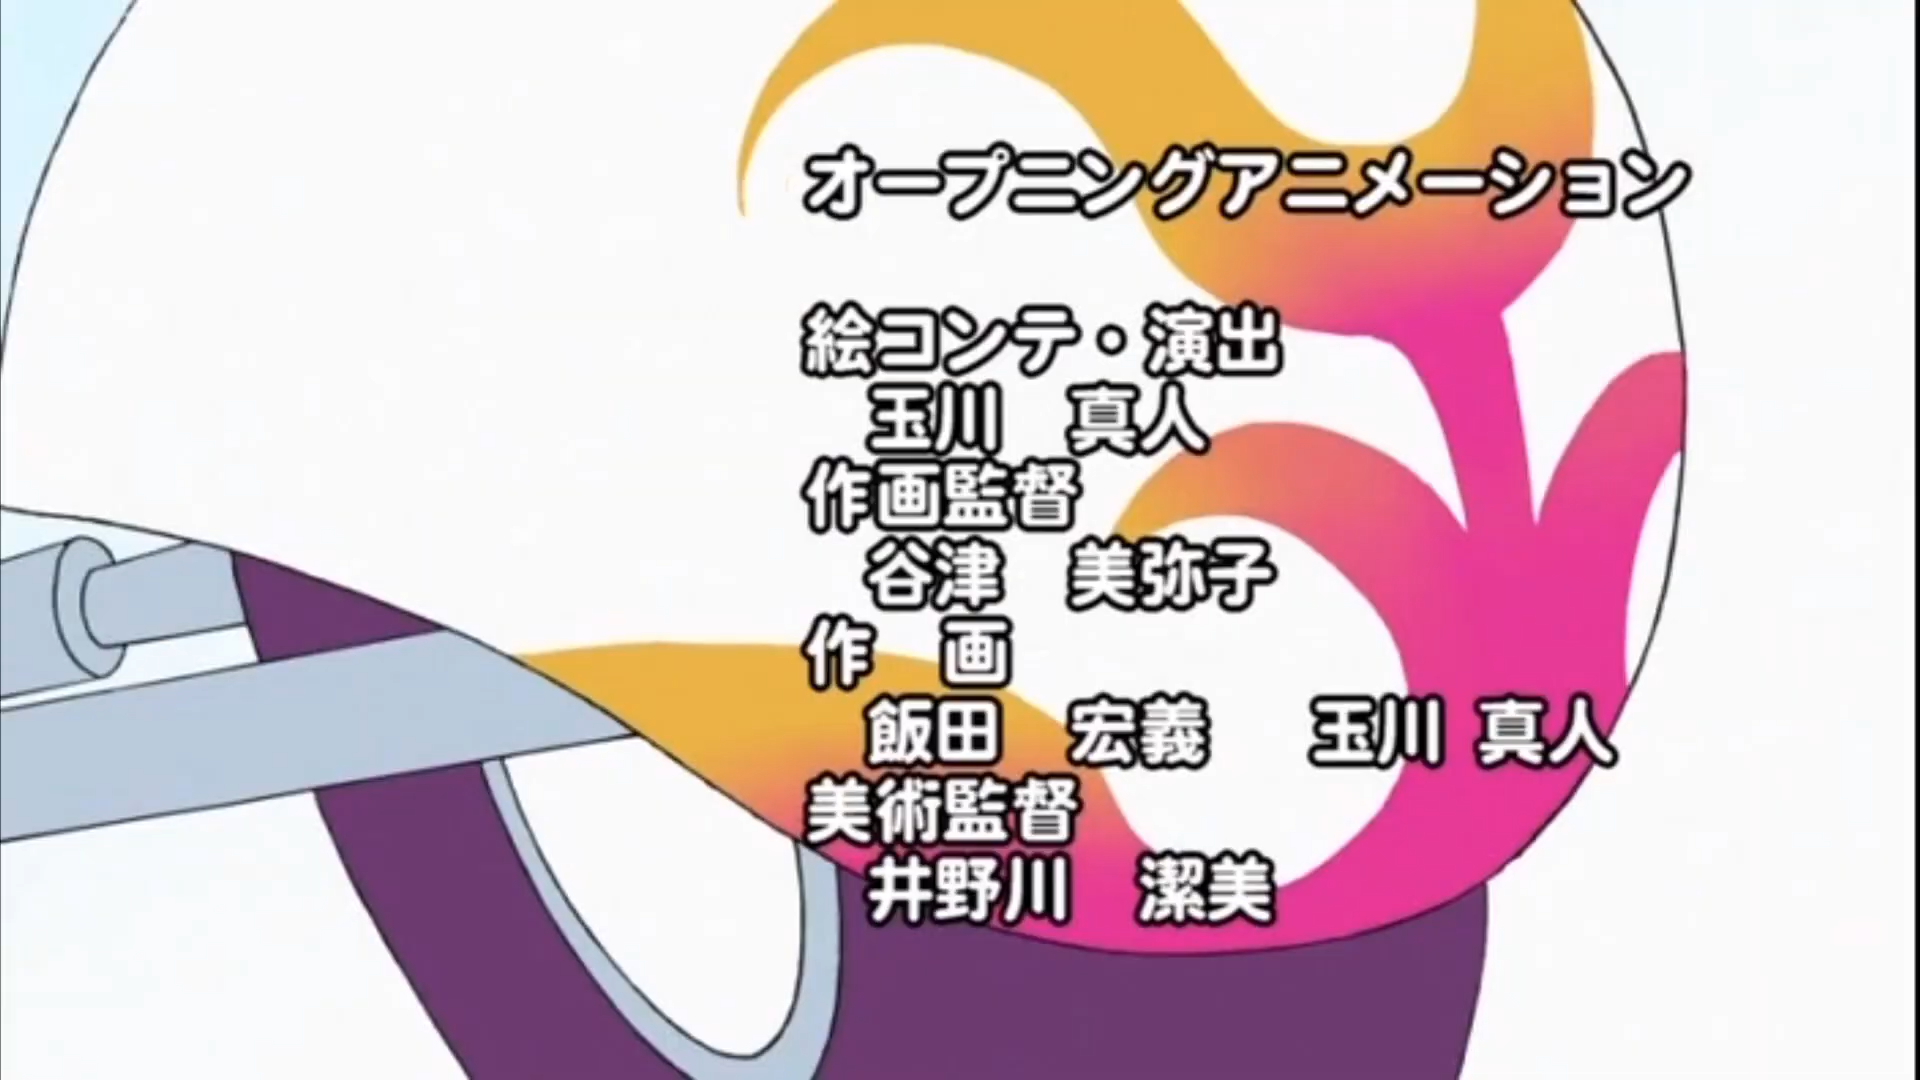 オープニングアニメーション
絵コンテ・演出
玉川　真人
作画監督
谷津　美弥子
作　画
飯田　宏義　玉川 真人
美術監督
井野川　潔美